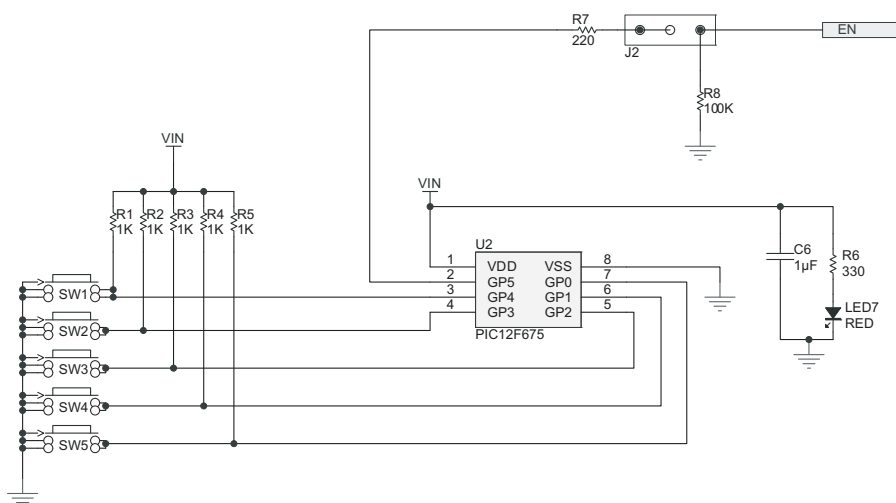 R7
220
EN
J2
R8
100K
VIN
VIN
R1 R2 R3 R4 R5
1K 1K 1K 1K 1K
U2
C6
1µF
R6
330
1 VDD VSS 8
2 GP5 GP0 7
3 GP4 GP1 6
4 GP3 GP2 5
PIC12F675
LED7
RED
SW1
SW2
SW3
SW4
SW5